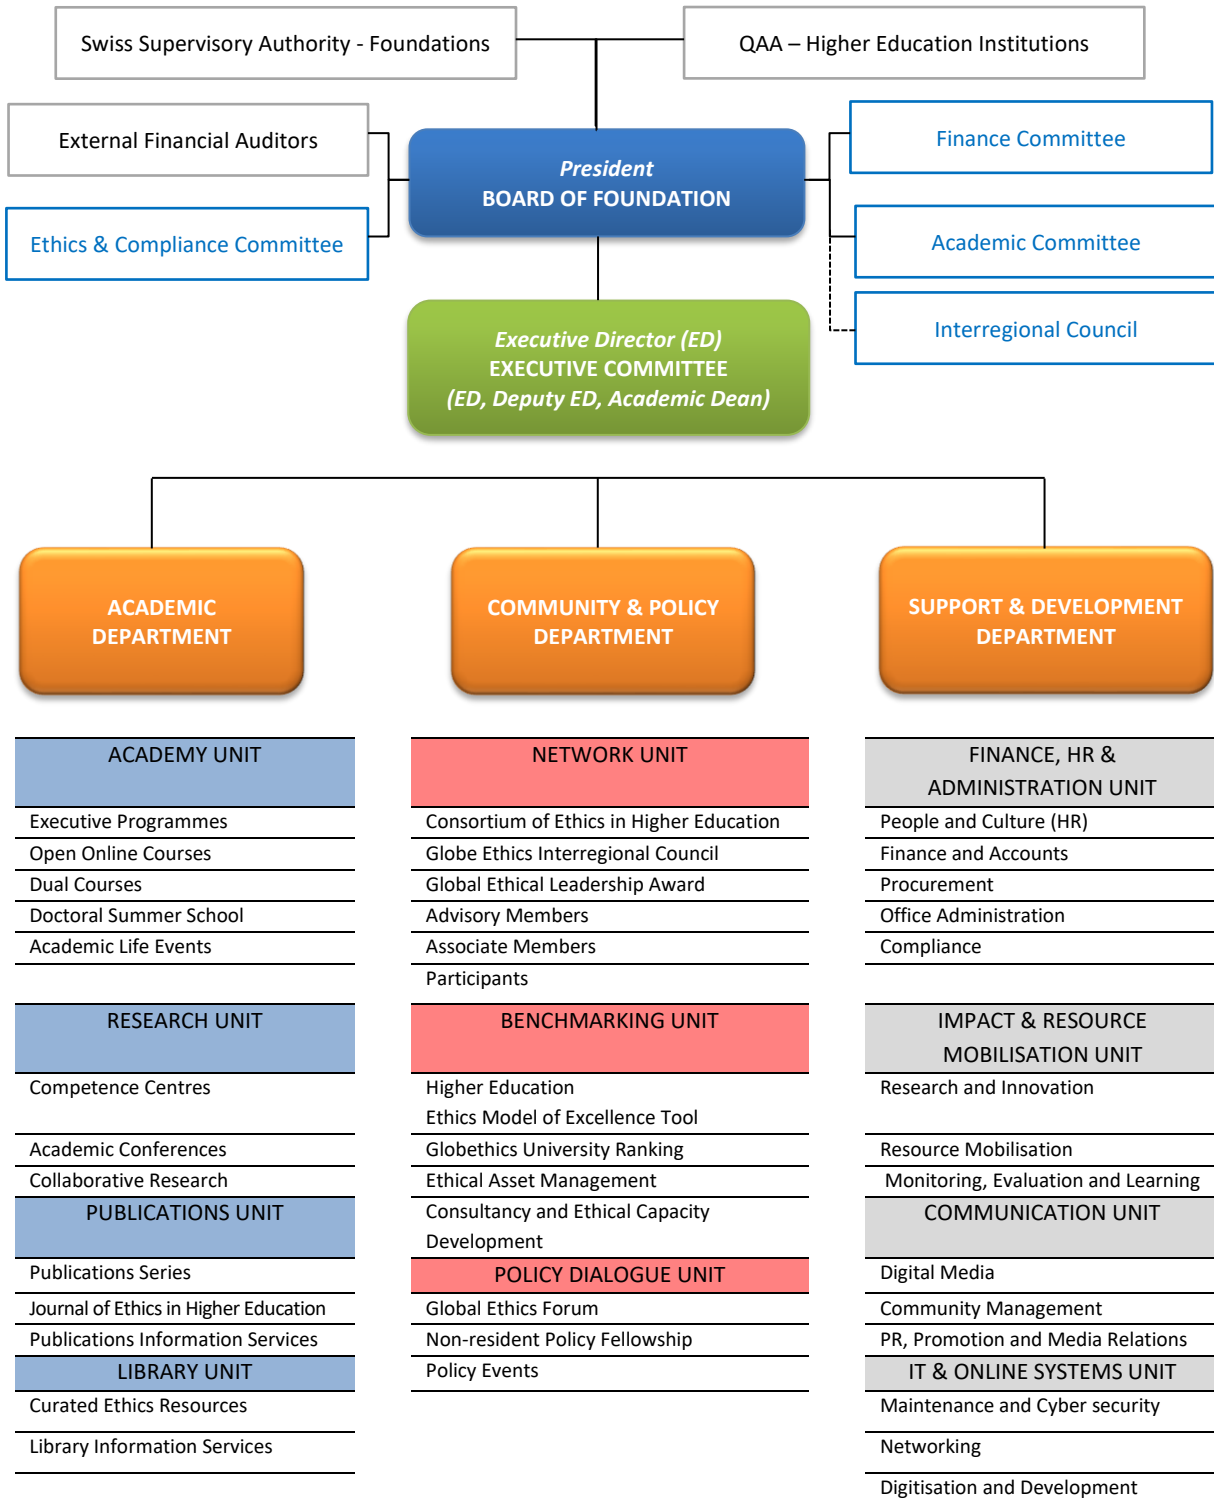 Swiss Supervisory Authority - Foundations
QAA – Higher Education Institutions
External Financial Auditors
Ethics & Compliance Committee
President
BOARD OF FOUNDATION
Finance Committee
Academic Committee
Interregional Council
Executive Director (ED)
EXECUTIVE COMMITTEE
(ED, Deputy ED, Academic Dean)
ACADEMIC
DEPARTMENT
COMMUNITY & POLICY
DEPARTMENT
SUPPORT & DEVELOPMENT
DEPARTMENT
ACADEMY UNIT
Executive Programmes
Open Online Courses
Dual Courses
Doctoral Summer School
Academic Life Events
RESEARCH UNIT
Competence Centres
Academic Conferences
Collaborative Research
PUBLICATIONS UNIT
Publications Series
Journal of Ethics in Higher Education
Publications Information Services
LIBRARY UNIT
Curated Ethics Resources
Library Information Services
NETWORK UNIT
Consortium of Ethics in Higher Education
Globe Ethics Interregional Council
Global Ethical Leadership Award
Advisory Members
Associate Members
Participants
BENCHMARKING UNIT
Higher Education
Ethics Model of Excellence Tool
Globethics University Ranking
Ethical Asset Management
Consultancy and Ethical Capacity
Development
POLICY DIALOGUE UNIT
Global Ethics Forum
Non-resident Policy Fellowship
Policy Events
FINANCE, HR &
ADMINISTRATION UNIT
People and Culture (HR)
Finance and Accounts
Procurement
Office Administration
Compliance
IMPACT & RESOURCE
MOBILISATION UNIT
Research and Innovation
Resource Mobilisation
Monitoring, Evaluation and Learning
COMMUNICATION UNIT
Digital Media
Community Management
PR, Promotion and Media Relations
IT & ONLINE SYSTEMS UNIT
Maintenance and Cyber security
Networking
Digitisation and Development